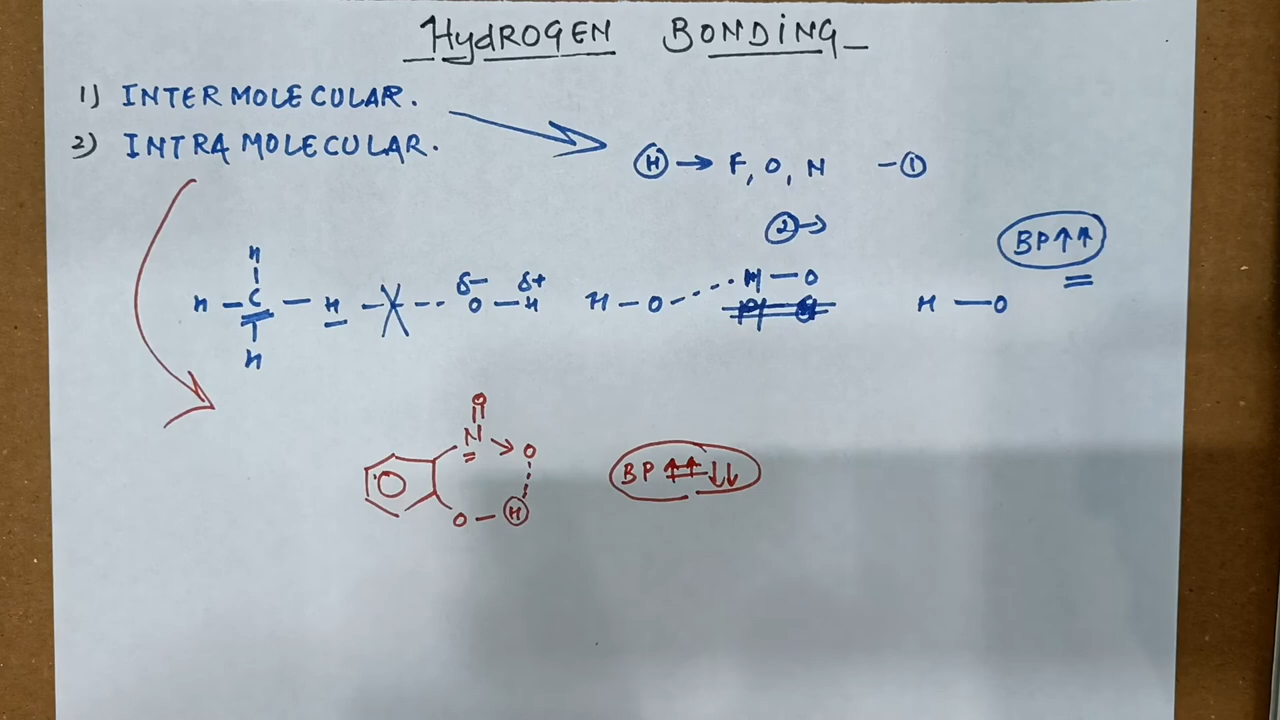 HydROGEN BONDING
1) INTERMOLECULAR.
2) INTRAMOLECULAR.
H → F, O, N -1
2→
BP↑↑
H
H - C - H - - - O - H
δ- δ+
H - O - - - H - O
H - O
H
O
N → O
O - H
BP ↓↓